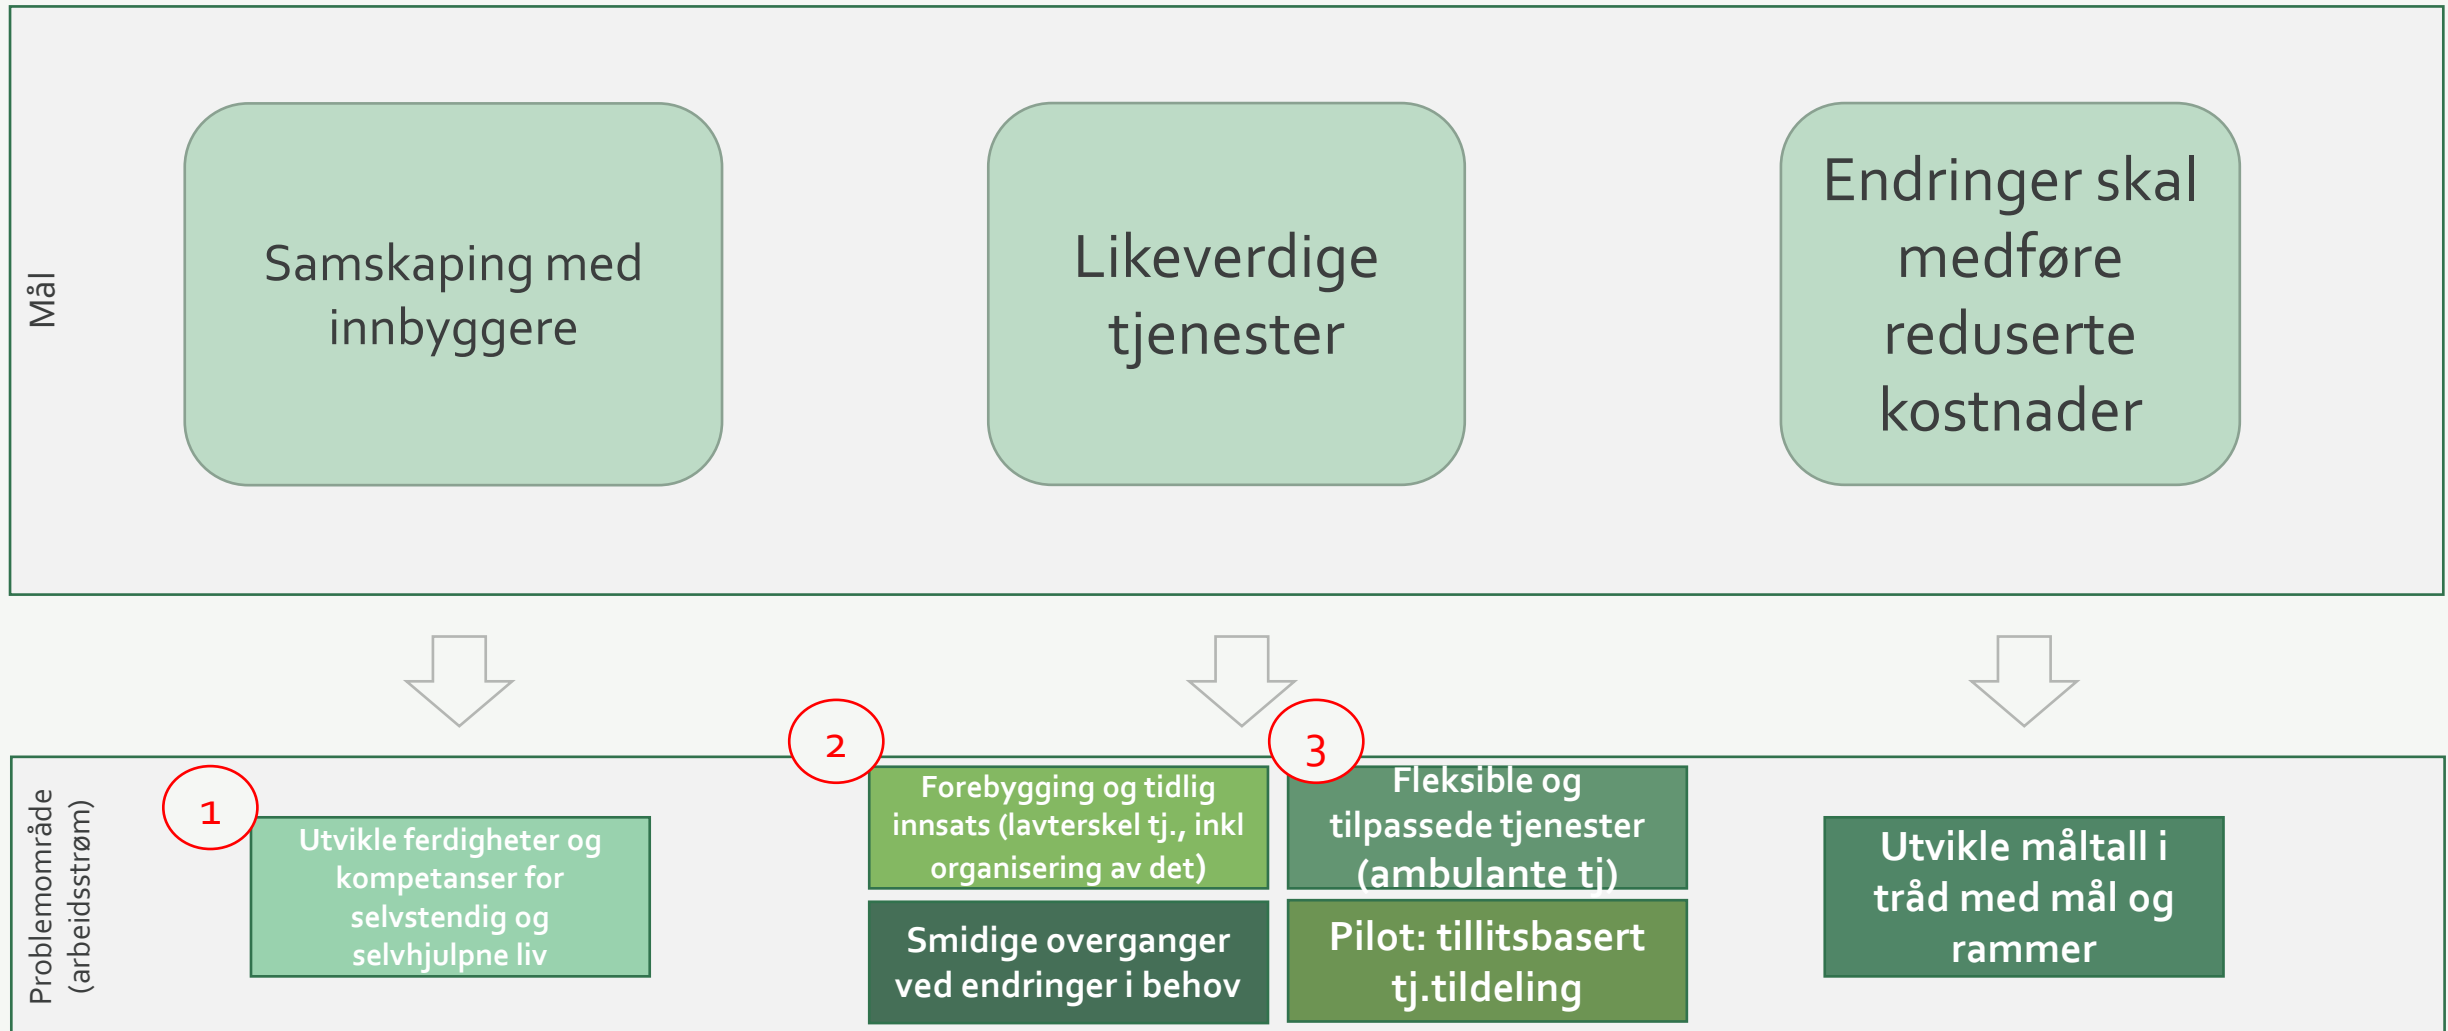 Mål
Samskaping med
innbyggere
Likeverdige
tjenester
Endringer skal
medføre
reduserte
kostnader
Problemområde
(arbeidsstrøm)
1
Utvikle ferdigheter og
kompetanser for
selvstendig og
selvhjulpne liv
2
Forebygging og tidlig
innsats (lavterskel tj., inkl
organisering av det)
Smidige overganger
ved endringer i behov
3
Fleksible og
tilpassede tjenester
(ambulante tj)
Pilot: tillitsbasert
tj.tildeling
Utvikle måltall i
tråd med mål og
rammer